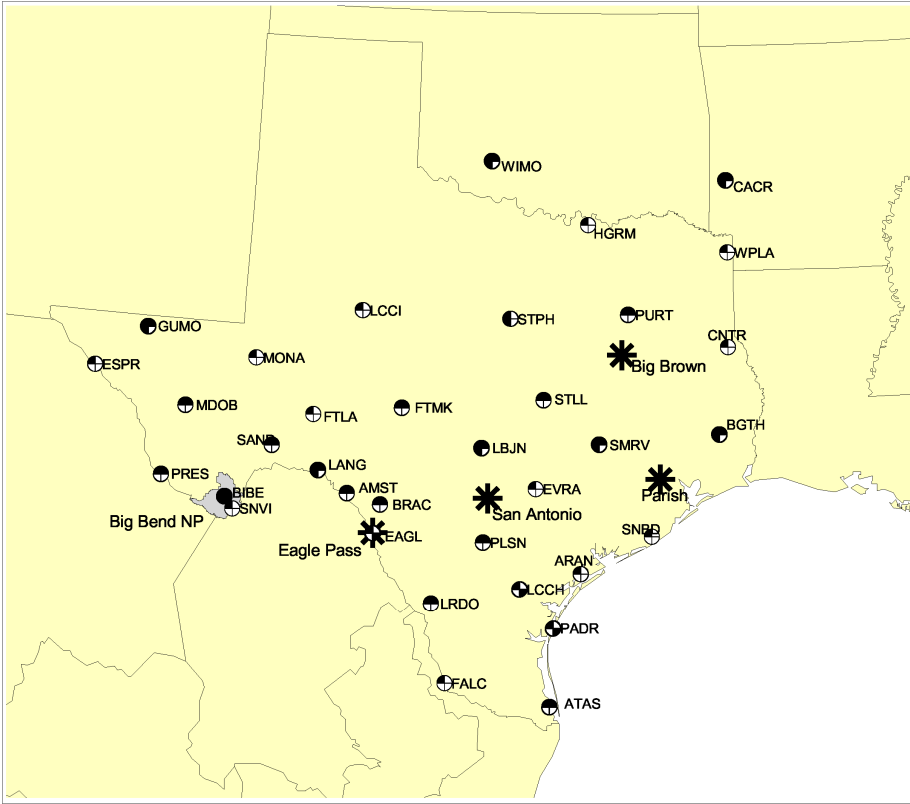 WIMO
CACR
HGRM
WPLA
LCCI
STPH
PURT
GUMO
CNTR
MONA
ESPR
Big Brown
MDOB
FTLA
FTMK
STLL
BGTH
SAND
LBJN
SMRV
LANG
PRES
AMST
EVRA
Parish
BIBE
BRAC
SNVI
San Antonio
Big Bend NP
SNBD
EAGL
PLSN
Eagle Pass
ARAN
LCCH
LRDO
PADR
FALC
ATAS